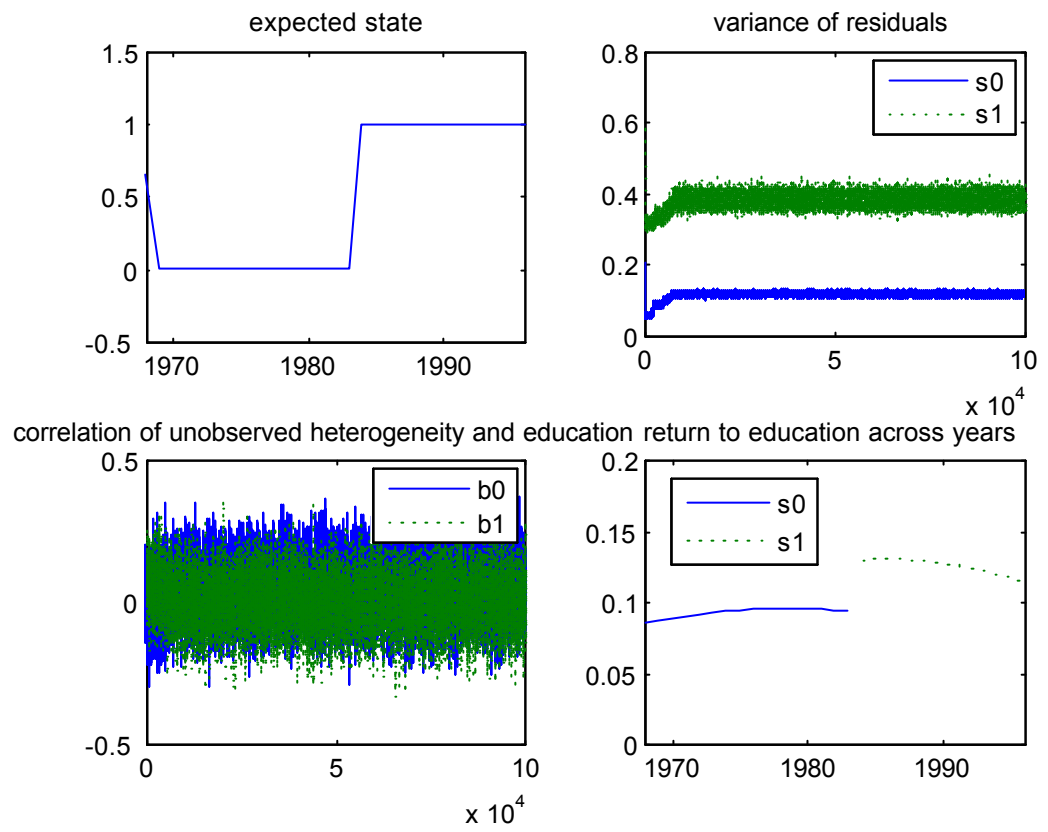 expected state
1.5
1
0.5
0
-0.5
1970 1980 1990
variance of residuals
0.8
0.6
0.4
0.2
0
s0
s1
0 5 10
x 10^4
correlation of unobserved heterogeneity and education return to education across years
0.5
0
-0.5
b0
b1
0 5 10
x 10^4
0.2
0.15
0.1
0.05
0
s0
s1
1970 1980 1990